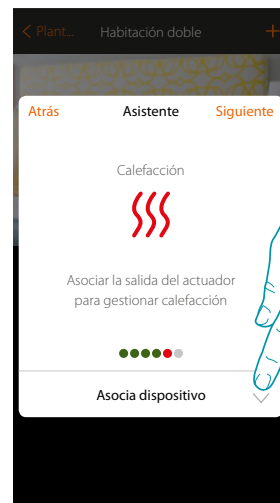 < Plant... Habitación doble +
Atrás Asistente Siguiente
Calefacción
Asociar la salida del actuador
para gestionar calefacción
Asocia dispositivo